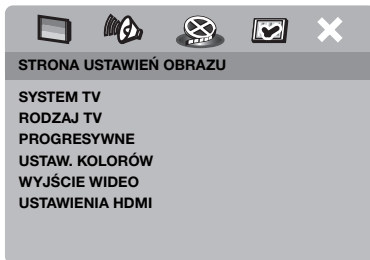 STRONA USTAWIEŃ OBRAZU
SYSTEM TV
RODZAJ TV
PROGRESYWNE
USTAW. KOLORÓW
WYJŚCIE WIDEO
USTAWIENIA HDMI